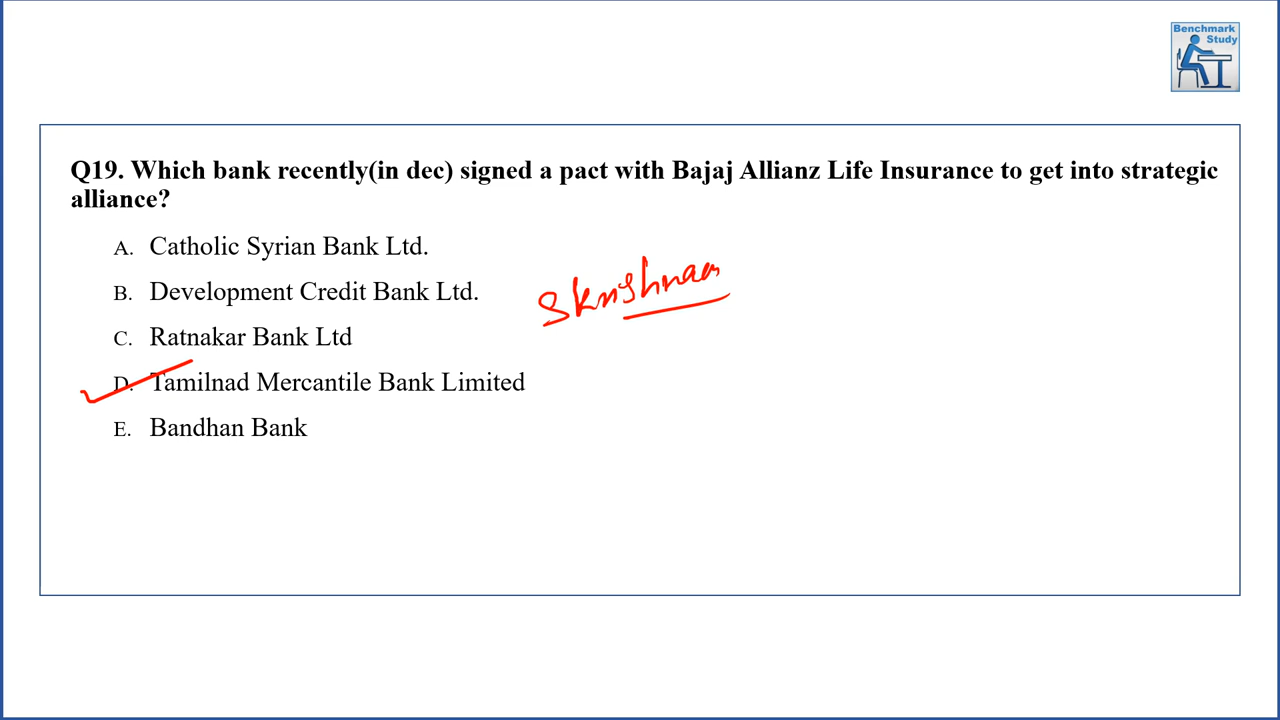 Benchmark
Study
Q19. Which bank recently(in dec) signed a pact with Bajaj Allianz Life Insurance to get into strategic
alliance?
A. Catholic Syrian Bank Ltd.
B. Development Credit Bank Ltd.
C. Ratnakar Bank Ltd
D. Tamilnad Mercantile Bank Limited
E. Bandhan Bank